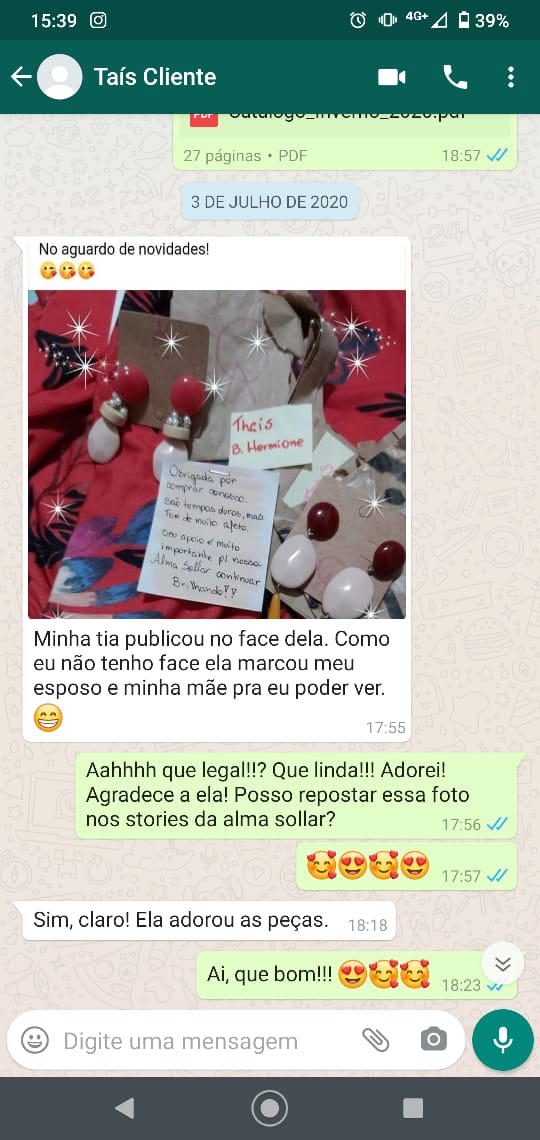 15:39
4G+
39%
Taís Cliente
PDF Catálogo_Inverno_2020.pdf
27 páginas • PDF
18:57
3 DE JULHO DE 2020
No aguardo de novidades!
Thais
B. Hermione
Obrigada por
comprar conosco.
São tempos duros, mas
Tem de muito afeto.
Seu apoio é muito
importante p/ nossa
Alma Sollar continuar
Brilhando!!
Minha tia publicou no face dela. Como
eu não tenho face ela marcou meu
esposo e minha mãe pra eu poder ver.
17:55
Aahhhh que legal!!? Que linda!!! Adorei!
Agradece a ela! Posso repostar essa foto
nos stories da alma sollar?
17:56
17:57
Sim, claro! Ela adorou as peças.
18:18
Ai, que bom!!!
18:23
Digite uma mensagem